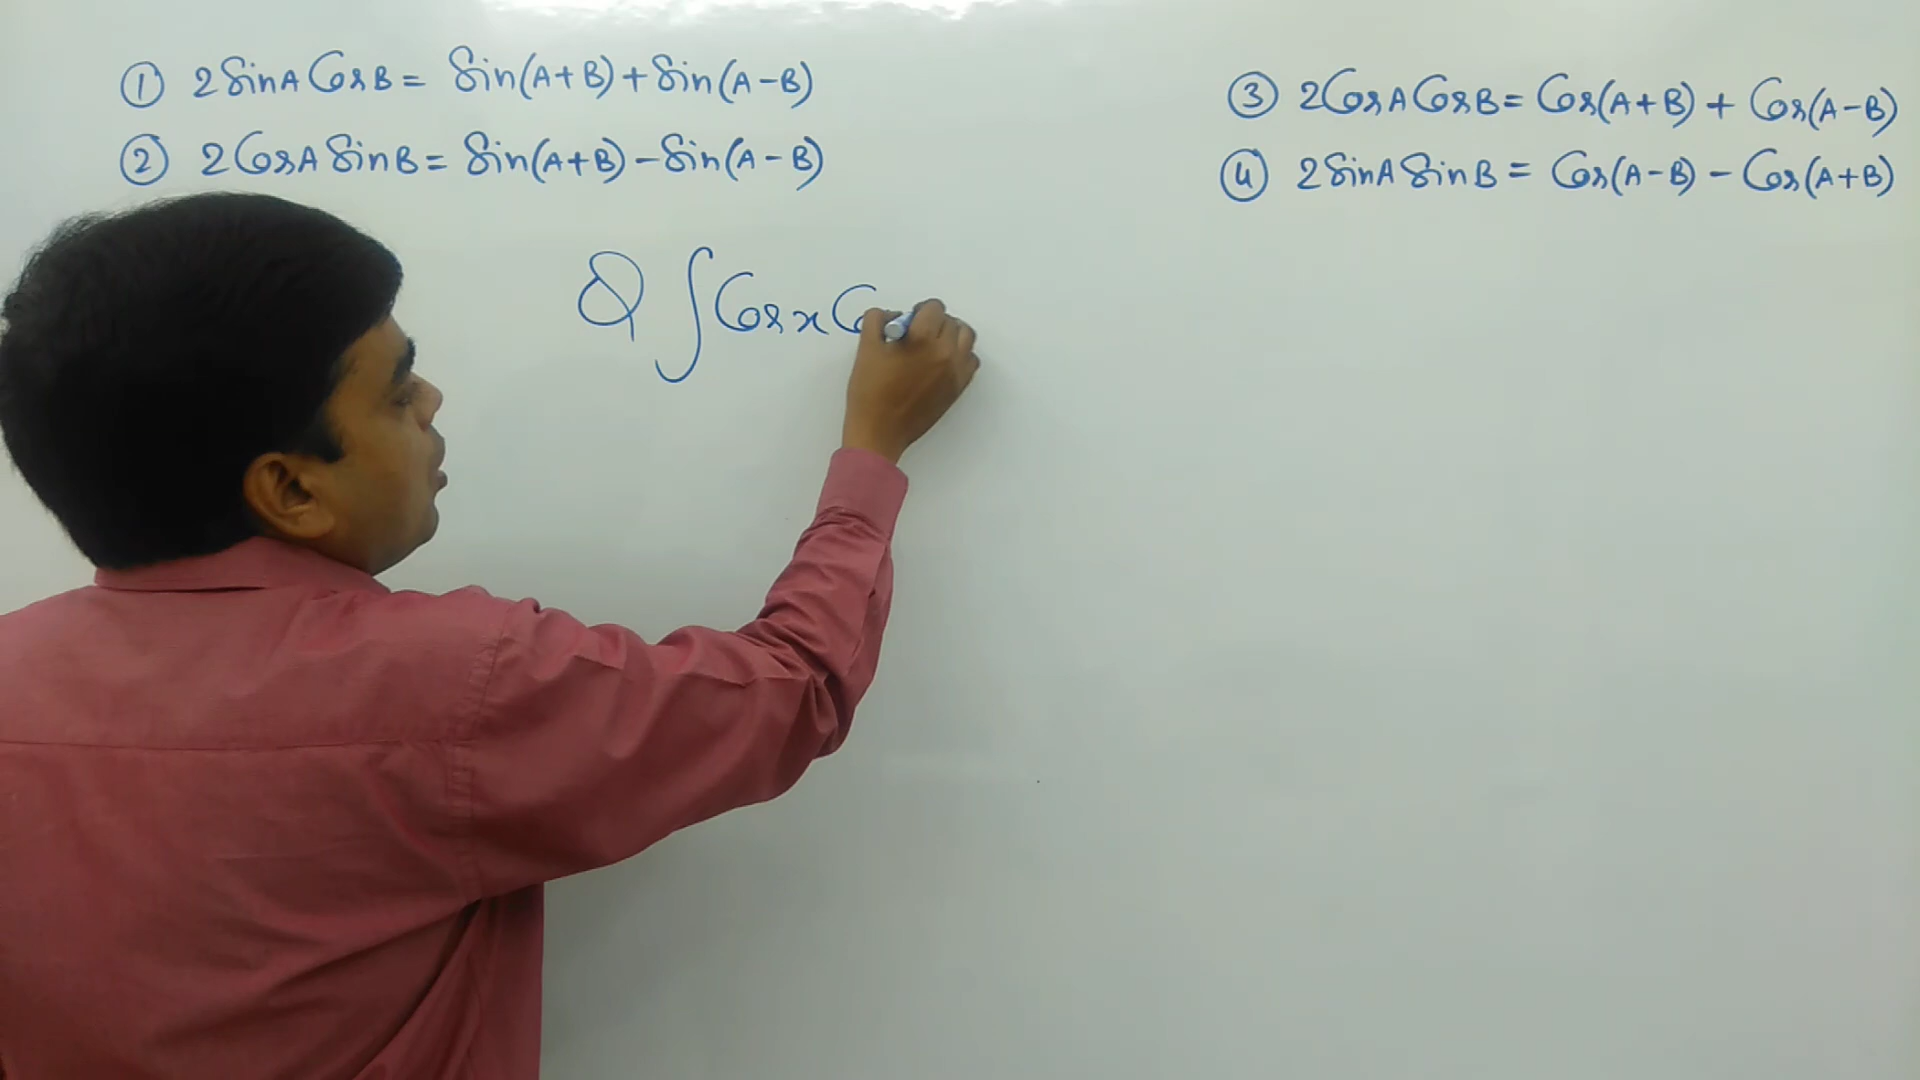 ① 2SinA CosB = Sin(A+B)+Sin(A-B)
② 2CosA SinB = Sin(A+B)-Sin(A-B)
③ 2CosA CosB = Cos(A+B) + Cos(A-B)
④ 2SinA SinB = Cos(A-B) - Cos(A+B)
Q ∫Cosx C